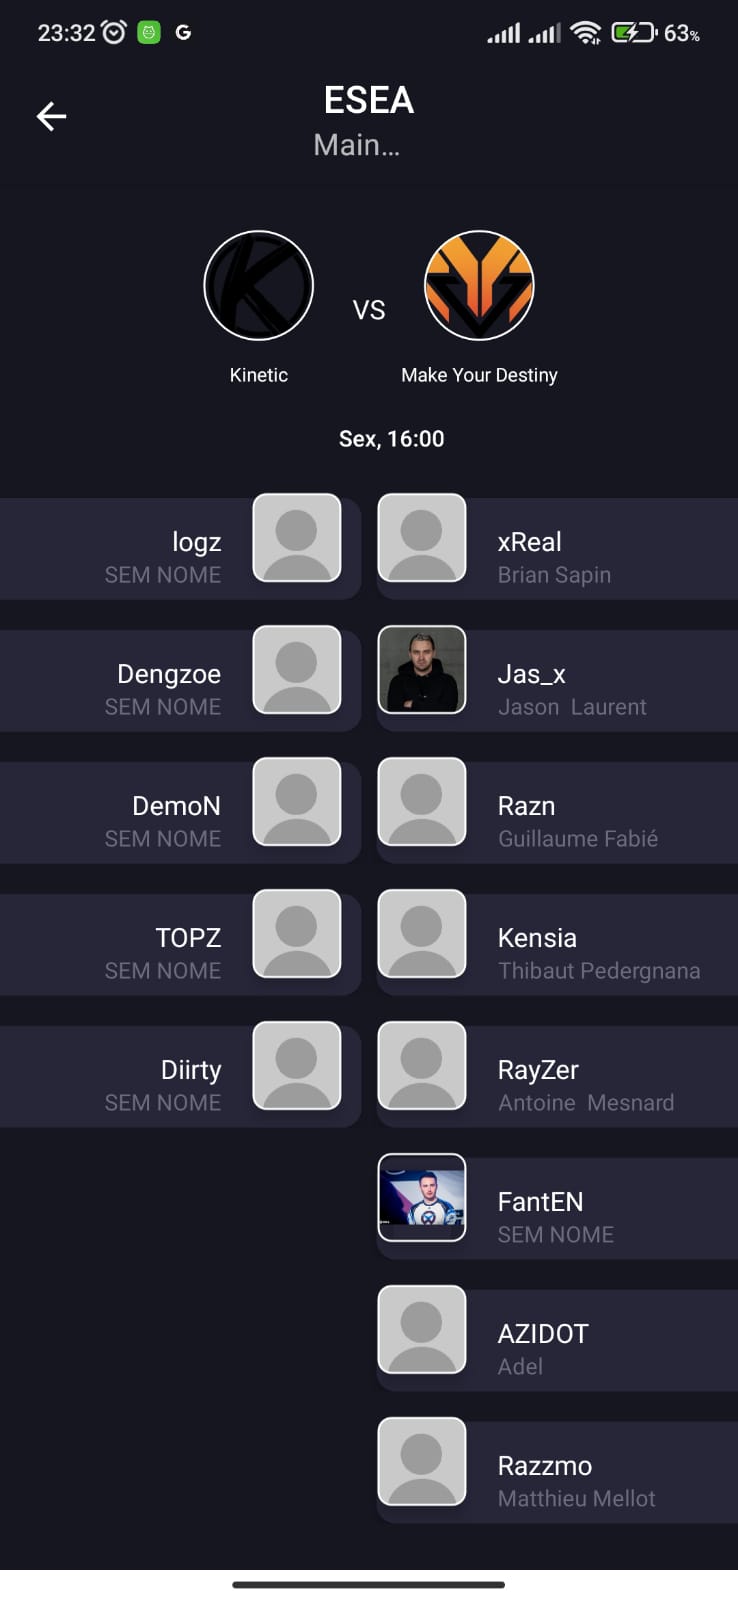 23:32
63%
ESEA
Main...
VS
Kinetic
Make Your Destiny
Sex, 16:00
logz
SEM NOME
xReal
Brian Sapin
Dengzoe
SEM NOME
Jas_x
Jason  Laurent
DemoN
SEM NOME
Razn
Guillaume Fabié
TOPZ
SEM NOME
Kensia
Thibaut Pedergnana
Diirty
SEM NOME
RayZer
Antoine  Mesnard
FantEN
SEM NOME
AZIDOT
Adel
Razzmo
Matthieu Mellot